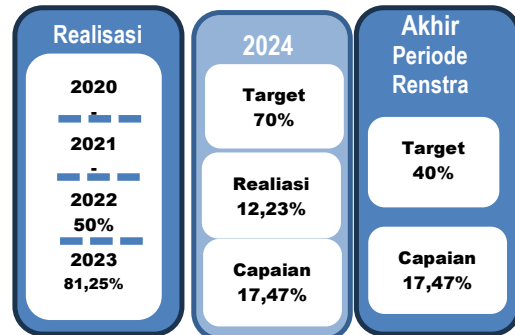 Realisasi
2020
-
2021
-
2022
50%
2023
81,25%
2024
Target
70%
Realiasi
12,23%
Capaian
17,47%
Akhir
Periode
Renstra
Target
40%
Capaian
17,47%